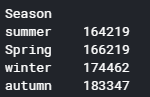 Season
summer    164219
Spring    166219
winter    174462
autumn    183347